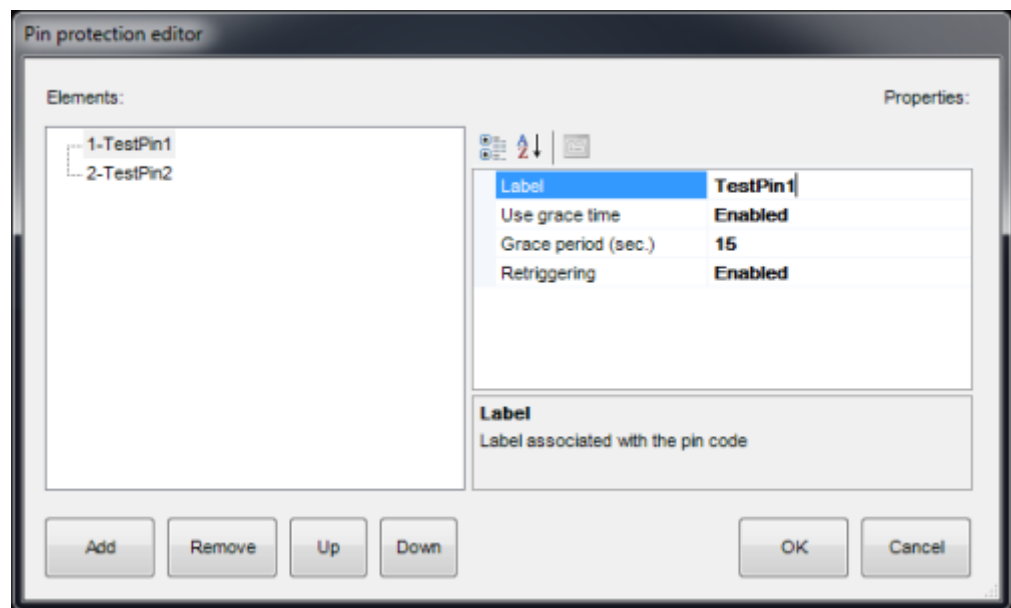 Pin protection editor
Elements: Properties:
1-TestPin1
2-TestPin2
Label TestPin1
Use grace time Enabled
Grace period (sec.) 15
Retriggering Enabled
Label
Label associated with the pin code
Add Remove Up Down OK Cancel